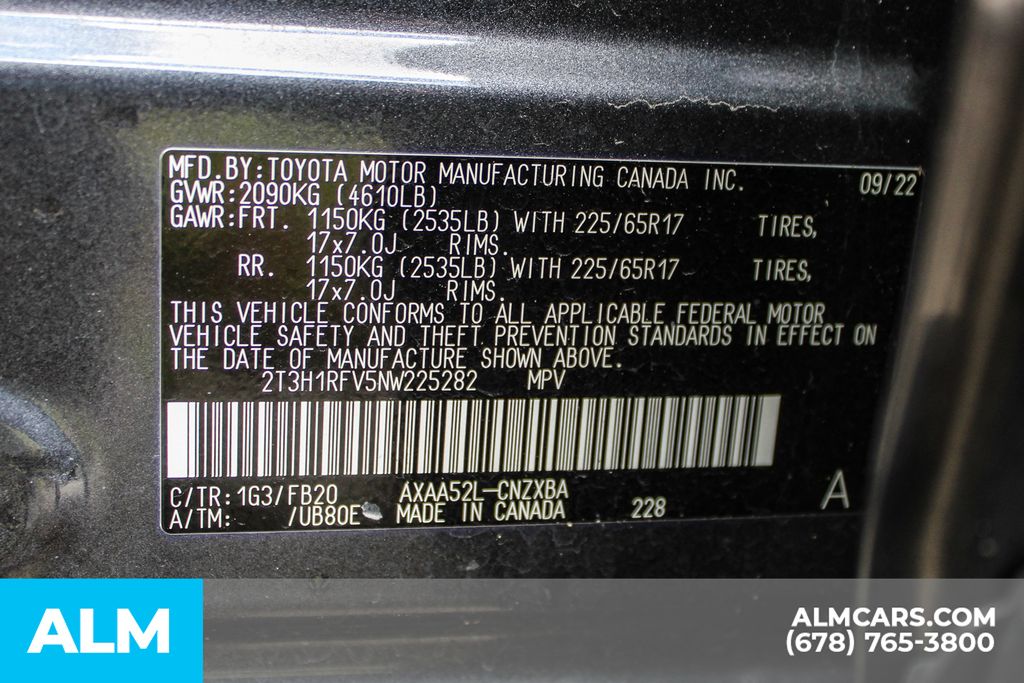 MFD.BY:TOYOTA MOTOR MANUFACTURING CANADA INC. 09/22
GVWR:2090KG (4610LB)
GAWR:FRT. 1150KG (2535LB) WITH 225/65R17 TIRES,
17x7.0J RIMS.
RR. 1150KG (2535LB) WITH 225/65R17 TIRES,
17x7.0J RIMS.
THIS VEHICLE CONFORMS TO ALL APPLICABLE FEDERAL MOTOR
VEHICLE SAFETY AND THEFT PREVENTION STANDARDS IN EFFECT ON
THE DATE OF MANUFACTURE SHOWN ABOVE.
2T3H1RFV5NW225282 MPV
C/TR: 1G3/FB20 AXAA52L-CNZXBA A
A/TM: /UB80E MADE IN CANADA 228
ALM
ALMCARS.COM
(678) 765-3800